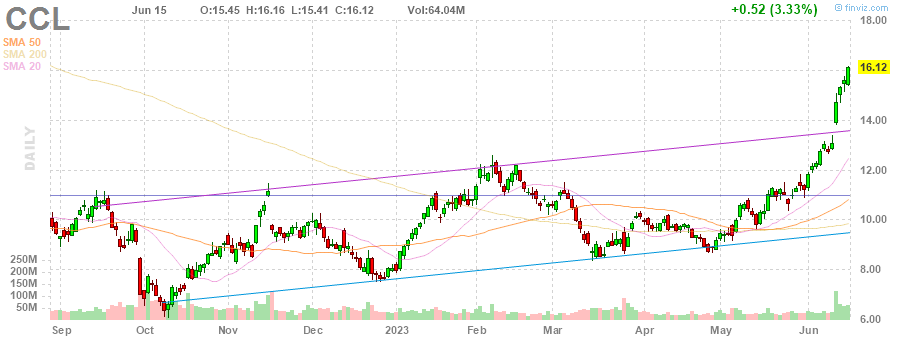 CCL
Jun 15 O:15.45 H:16.16 L:15.41 C:16.12 Vol:64.04M
+0.52 (3.33%)
© finviz.com
SMA 50
SMA 200
SMA 20
DAILY
18.00
16.12
14.00
12.00
10.00
8.00
6.00
250M
200M
150M
100M
50M
Sep Oct Nov Dec 2023 Feb Mar Apr May Jun